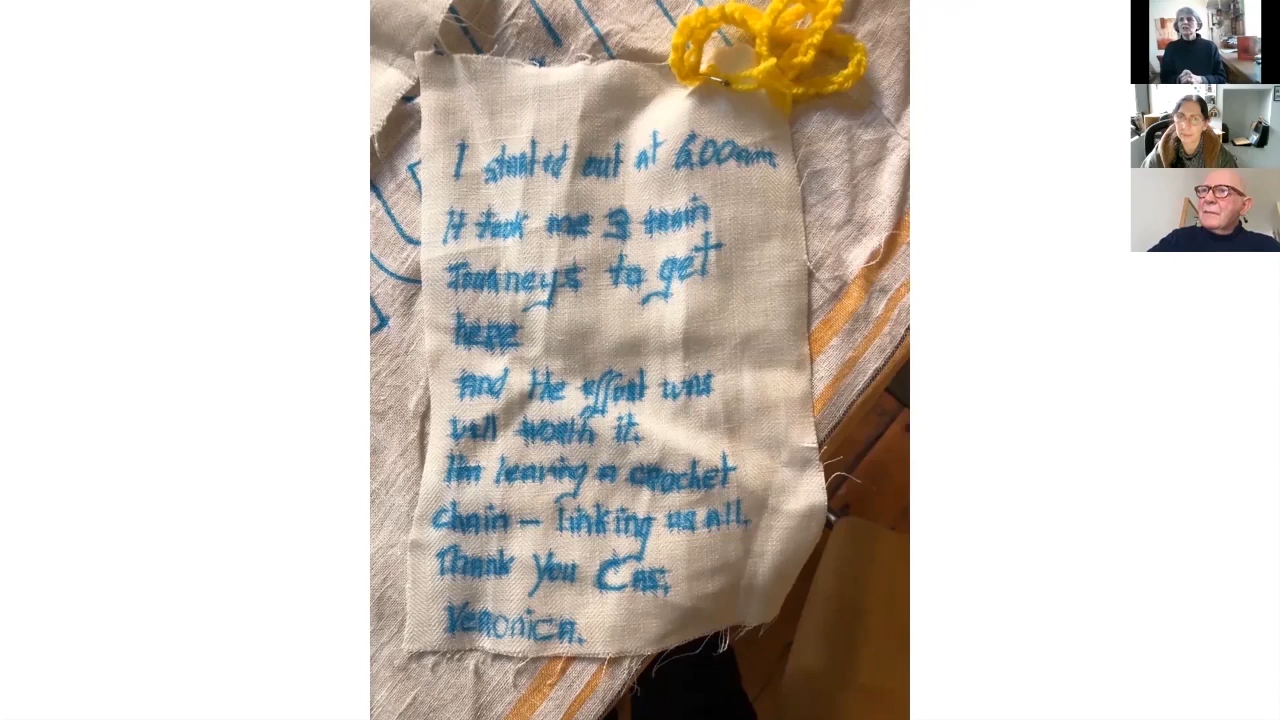 I started out at 6.00am
it took me 3 train
Journeys to get
here
And the effort was
well worth it.
I'm leaving a crochet
chain – linking us all.
Thank you Cas.
Veronica.